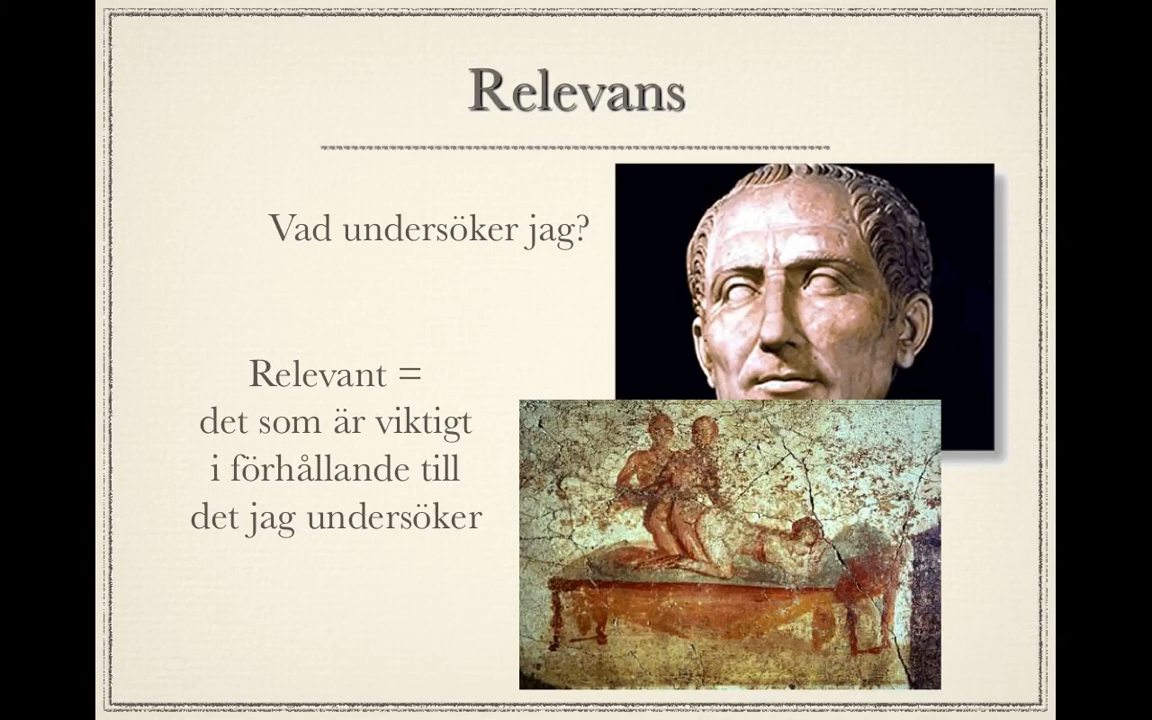 Relevans
Vad undersöker jag?
Relevant =
det som är viktigt
i förhållande till
det jag undersöker